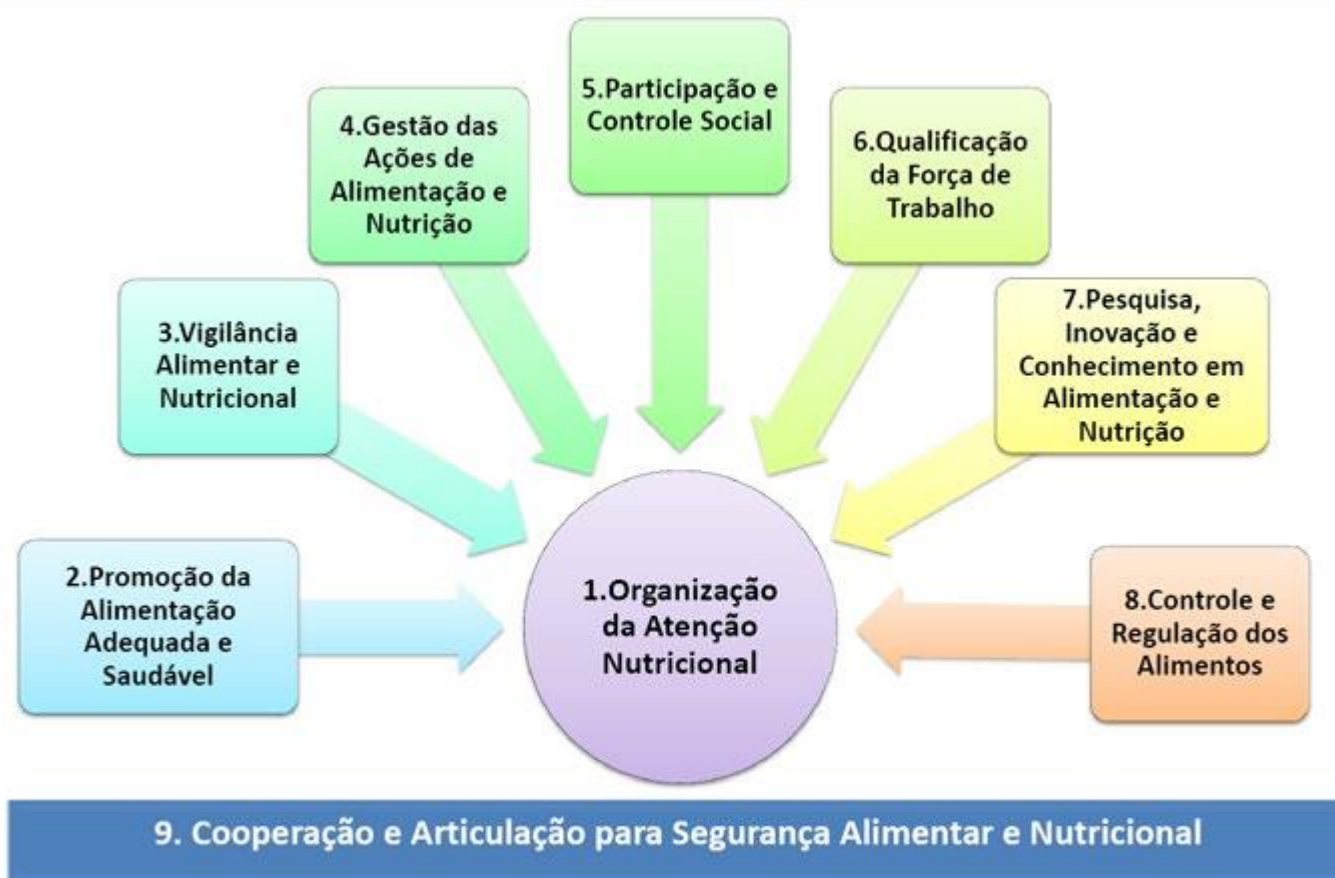 5.Participação e
Controle Social
4.Gestão das
Ações de
Alimentação e
Nutrição
6.Qualificação
da Força de
Trabalho
3.Vigilância
Alimentar e
Nutricional
7.Pesquisa,
Inovação e
Conhecimento em
Alimentação e
Nutrição
2.Promoção da
Alimentação
Adequada e
Saudável
1.Organização
da Atenção
Nutricional
8.Controle e
Regulação dos
Alimentos
9. Cooperação e Articulação para Segurança Alimentar e Nutricional